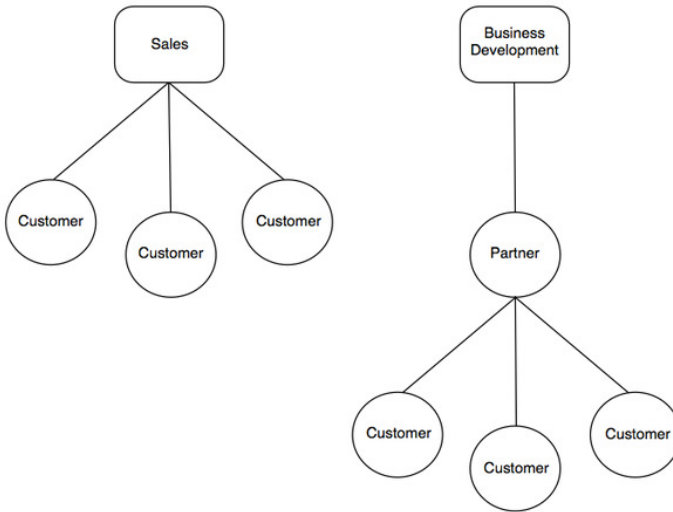 Sales
Business
Development
Customer
Customer
Customer
Partner
Customer
Customer
Customer